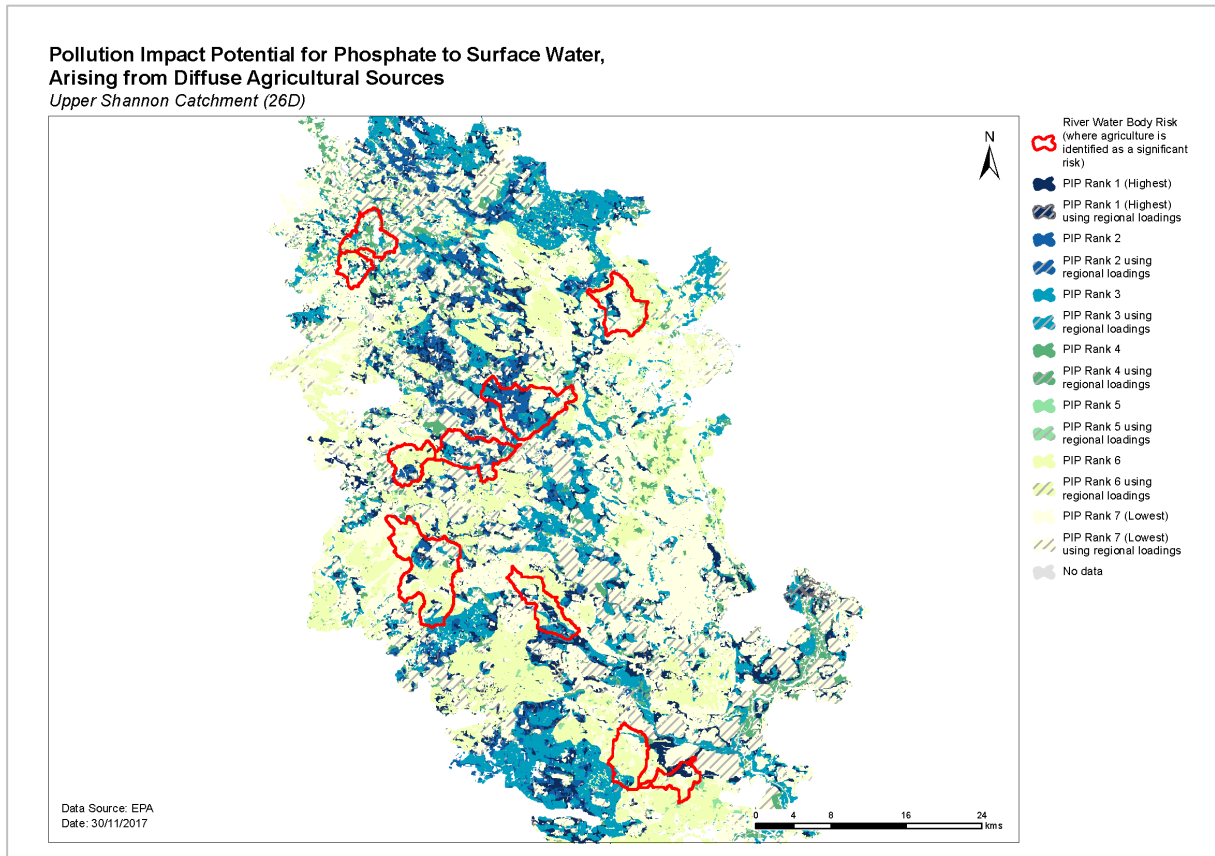 Pollution Impact Potential for Phosphate to Surface Water,
Arising from Diffuse Agricultural Sources
Upper Shannon Catchment (26D)
N
River Water Body Risk
(where agriculture is
identified as a significant
risk)
PIP Rank 1 (Highest)
PIP Rank 1 (Highest)
using regional loadings
PIP Rank 2
PIP Rank 2 using
regional loadings
PIP Rank 3
PIP Rank 3 using
regional loadings
PIP Rank 4
PIP Rank 4 using
regional loadings
PIP Rank 5
PIP Rank 5 using
regional loadings
PIP Rank 6
PIP Rank 6 using
regional loadings
PIP Rank 7 (Lowest)
PIP Rank 7 (Lowest)
using regional loadings
No data
Data Source: EPA
Date: 30/11/2017
0 4 8 16 24
kms